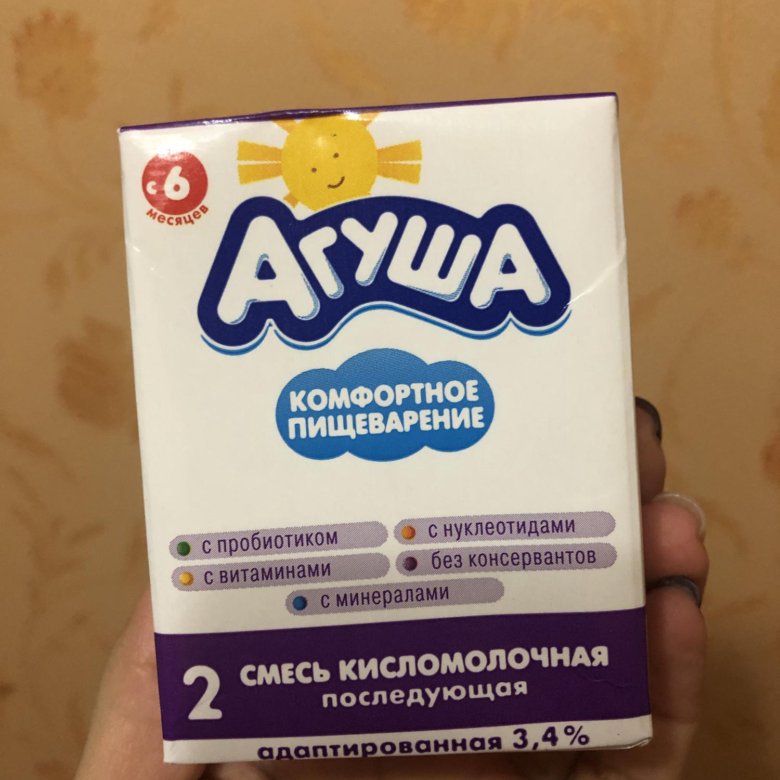 с 6
месяцев
Агуша
КОМФОРТНОЕ
ПИЩЕВАРЕНИЕ
с пробиотиком
с нуклеотидами
с витаминами
без консервантов
с минералами
2 СМЕСЬ КИСЛОМОЛОЧНАЯ
последующая
адаптированная 3,4%